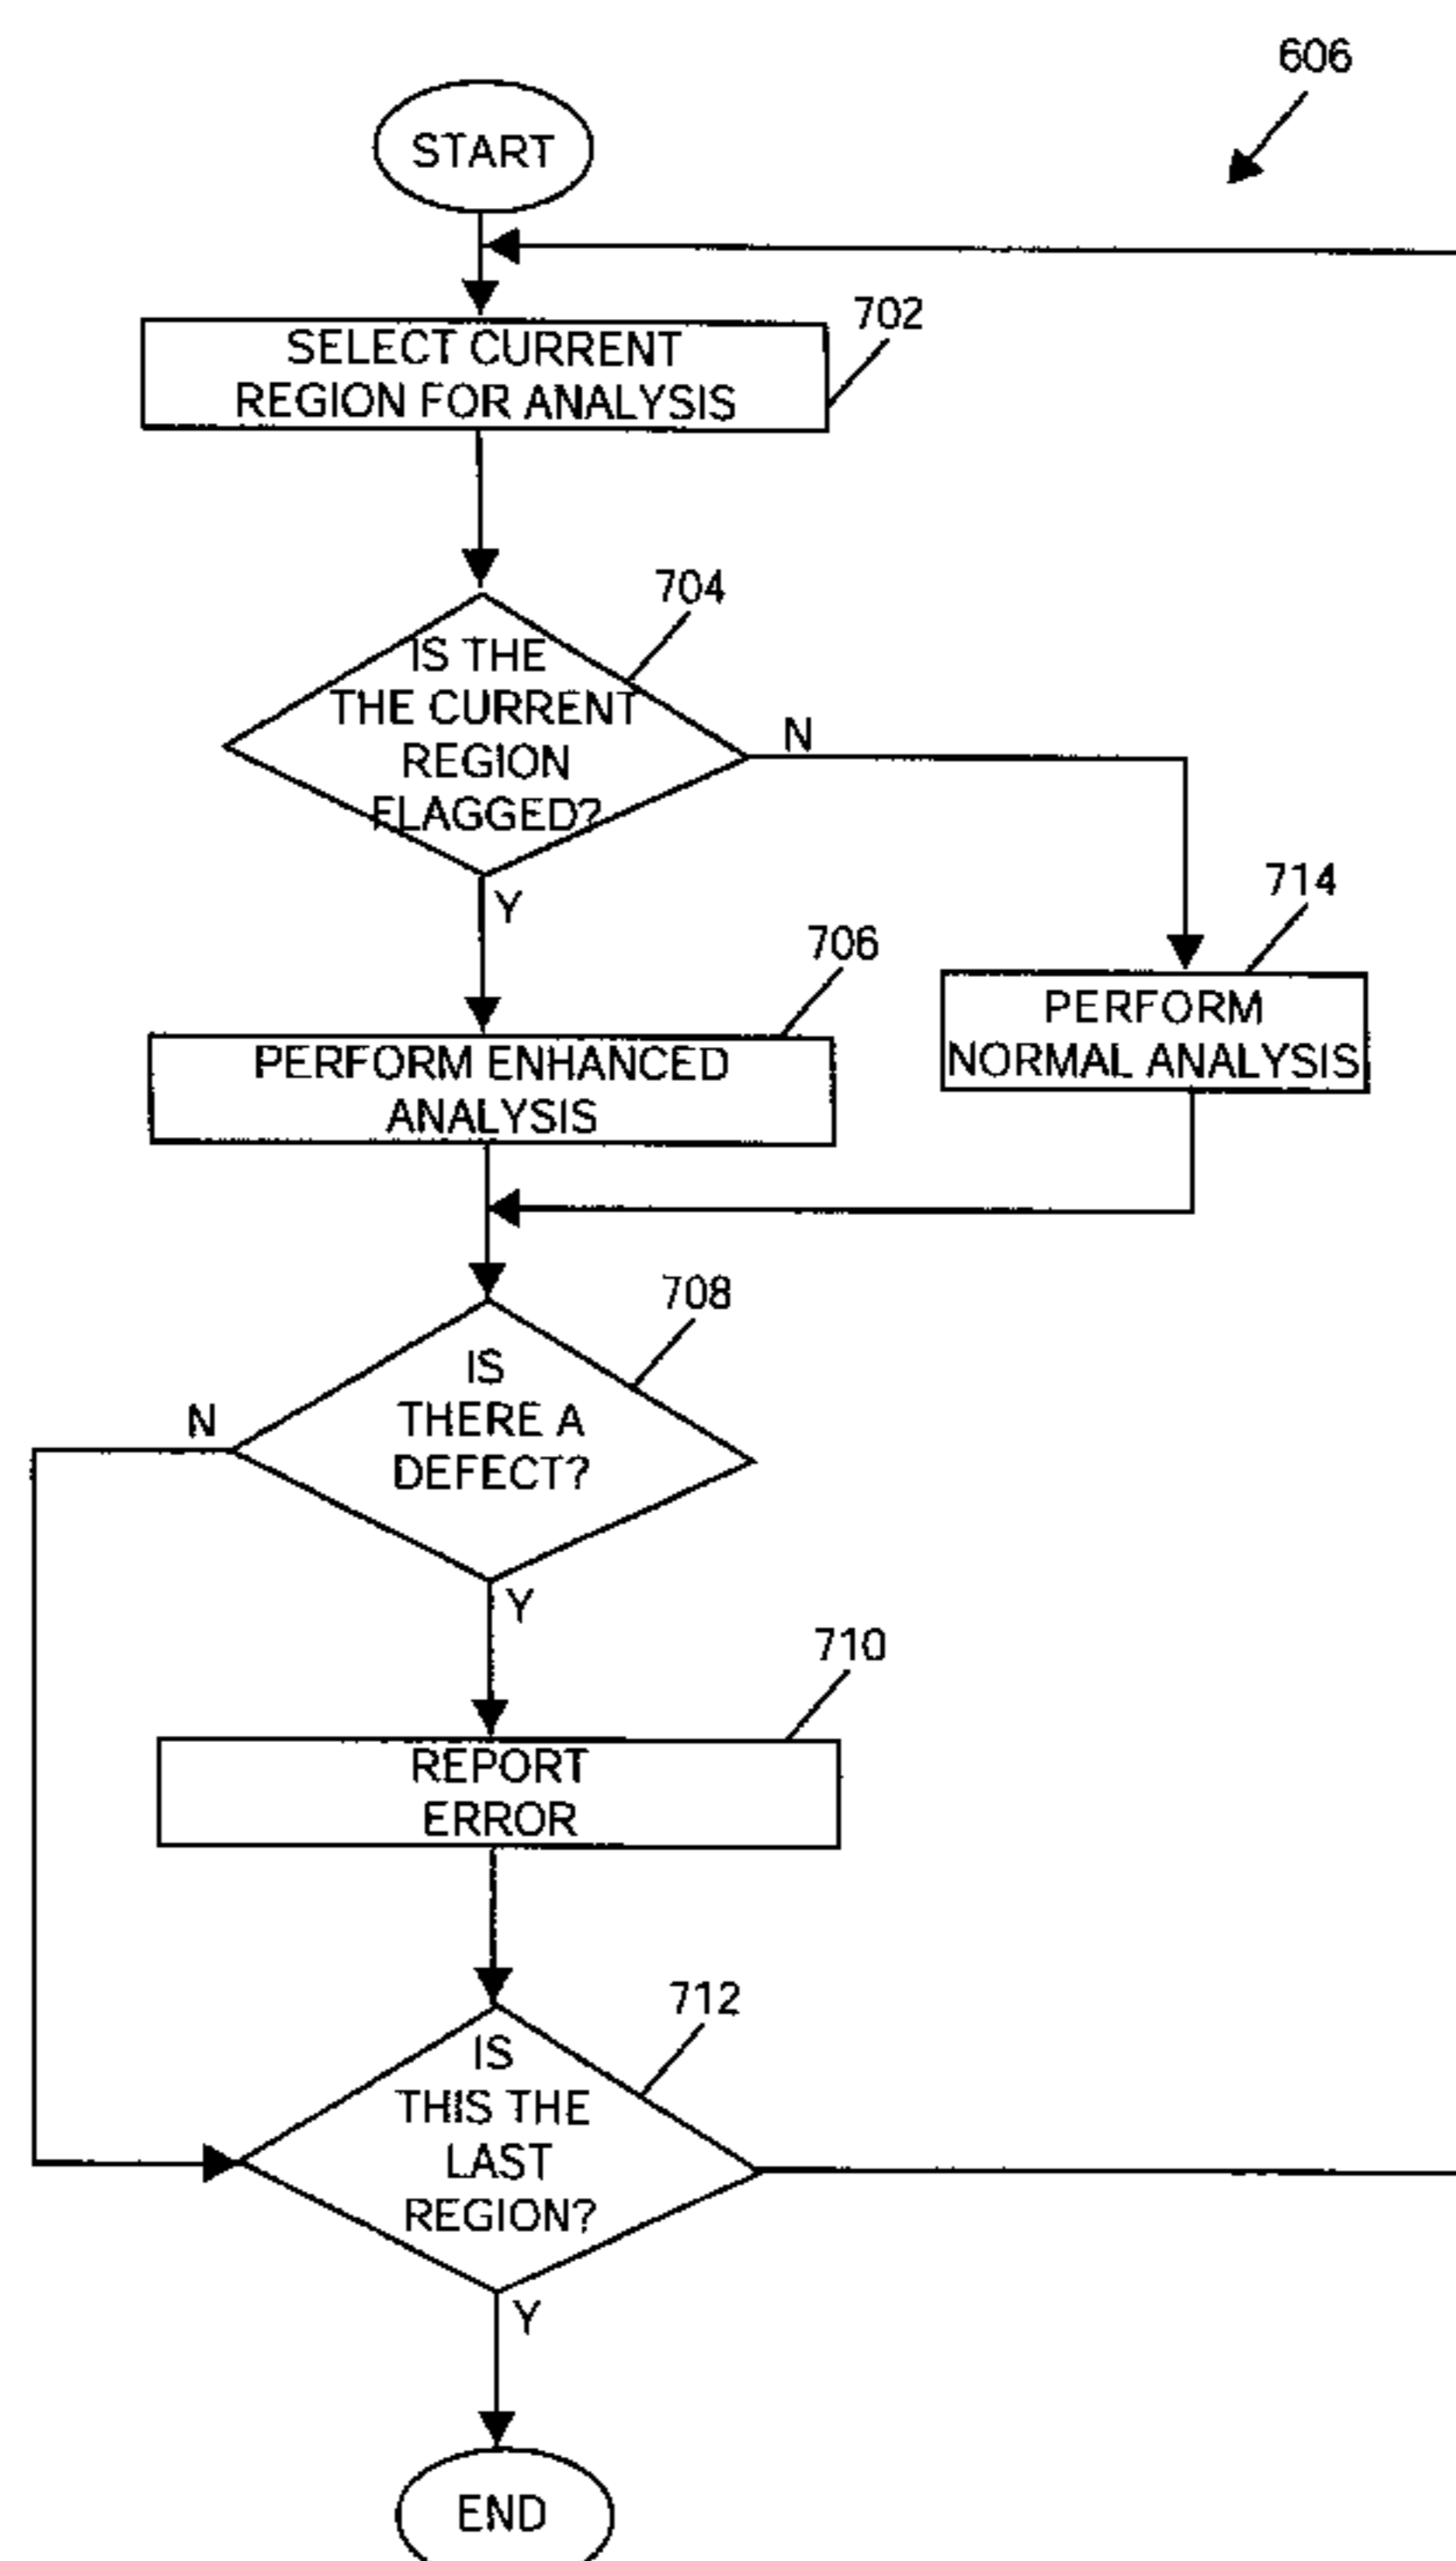 606
START
702
SELECT CURRENT
REGION FOR ANALYSIS
704
IS THE
THE CURRENT
REGION
FLAGGED?
N
Y
714
PERFORM
NORMAL ANALYSIS
706
PERFORM ENHANCED
ANALYSIS
708
IS
THERE A
DEFECT?
N
Y
710
REPORT
ERROR
712
IS
THIS THE
LAST
REGION?
Y
END